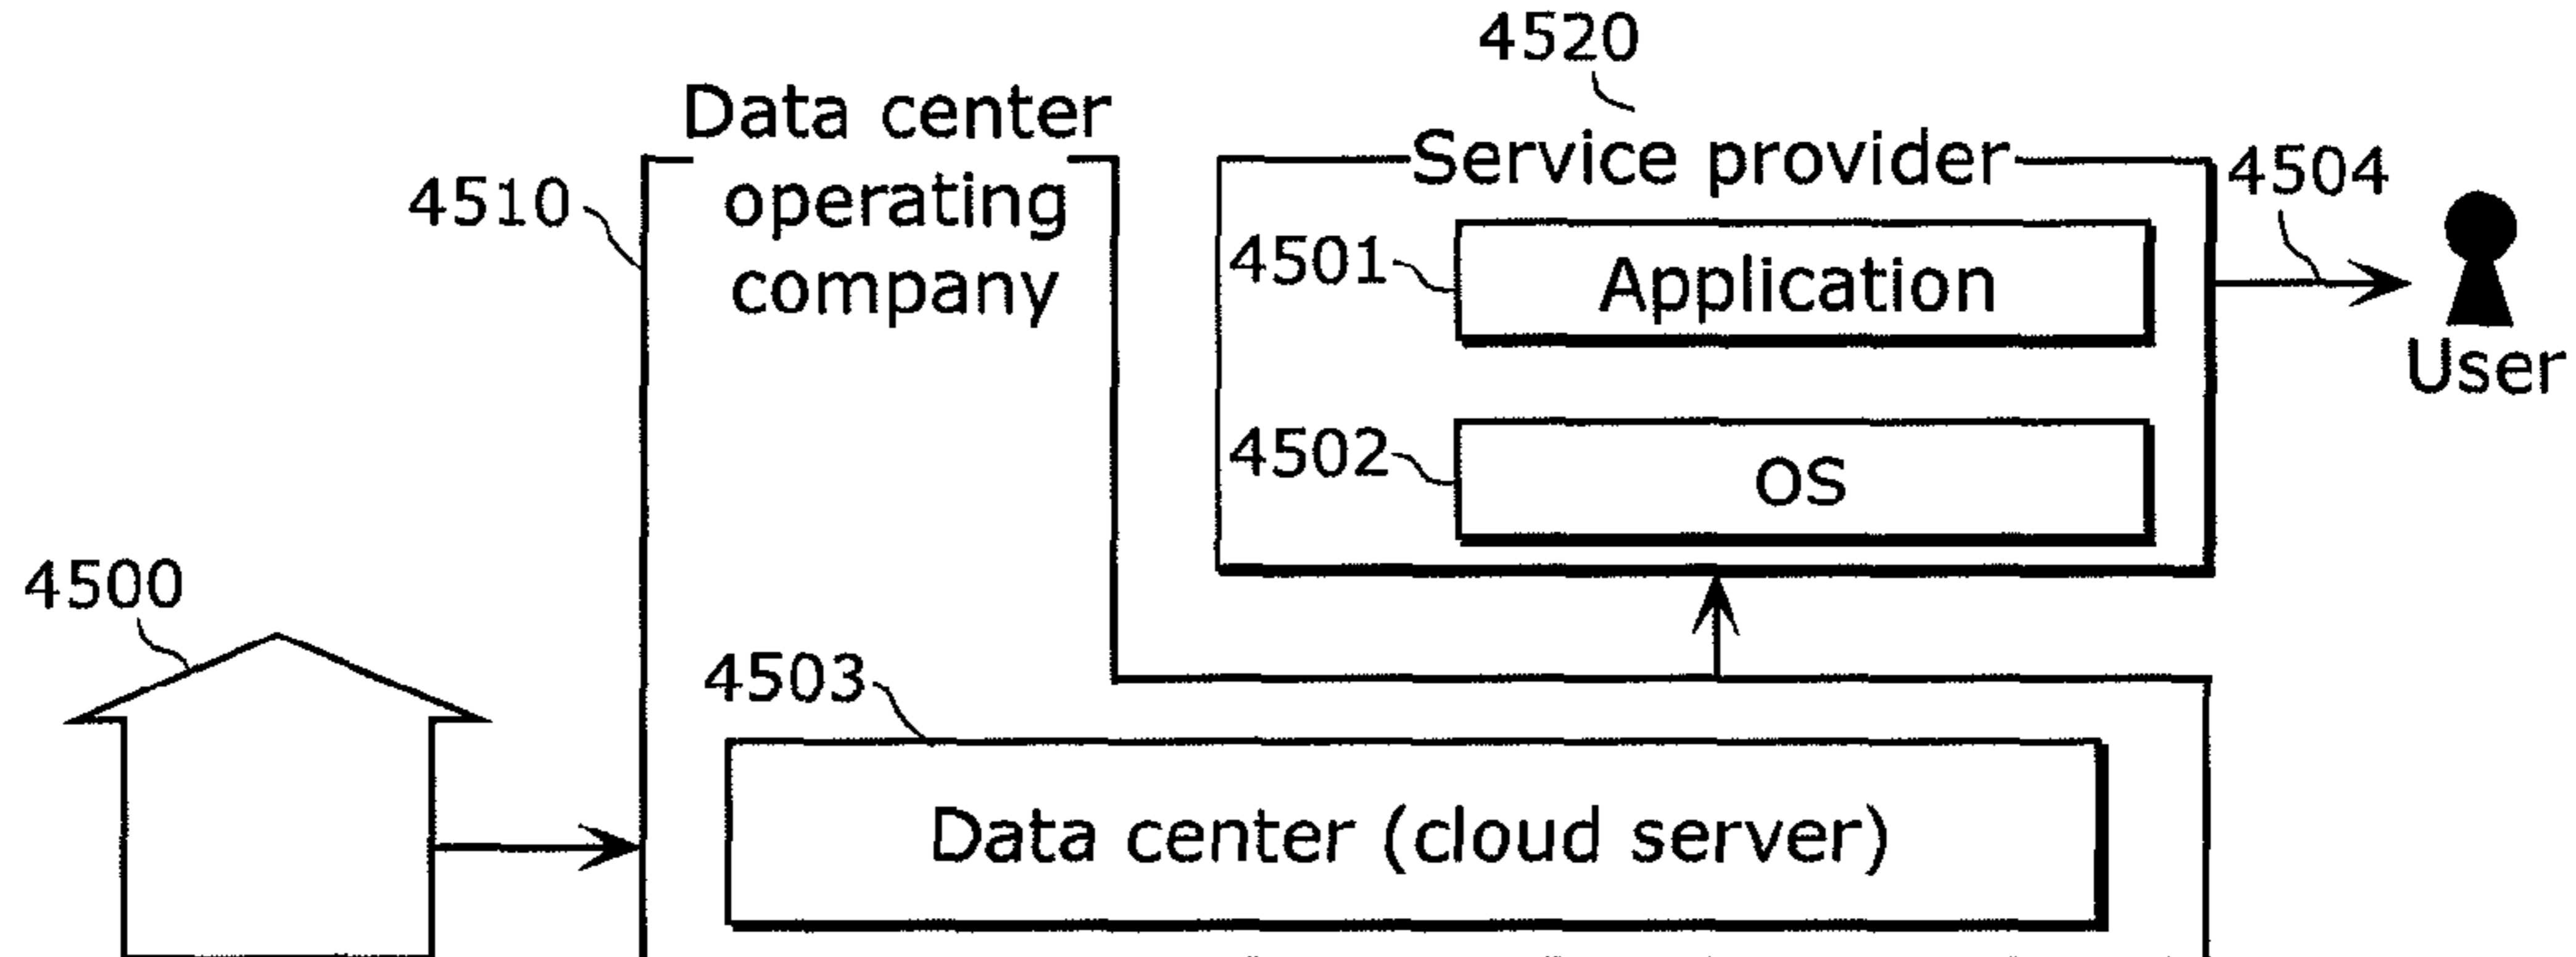 4520
Data center
operating
company
4510
Service provider
4504
4501
Application
User
4502
OS
4500
4503
Data center (cloud server)